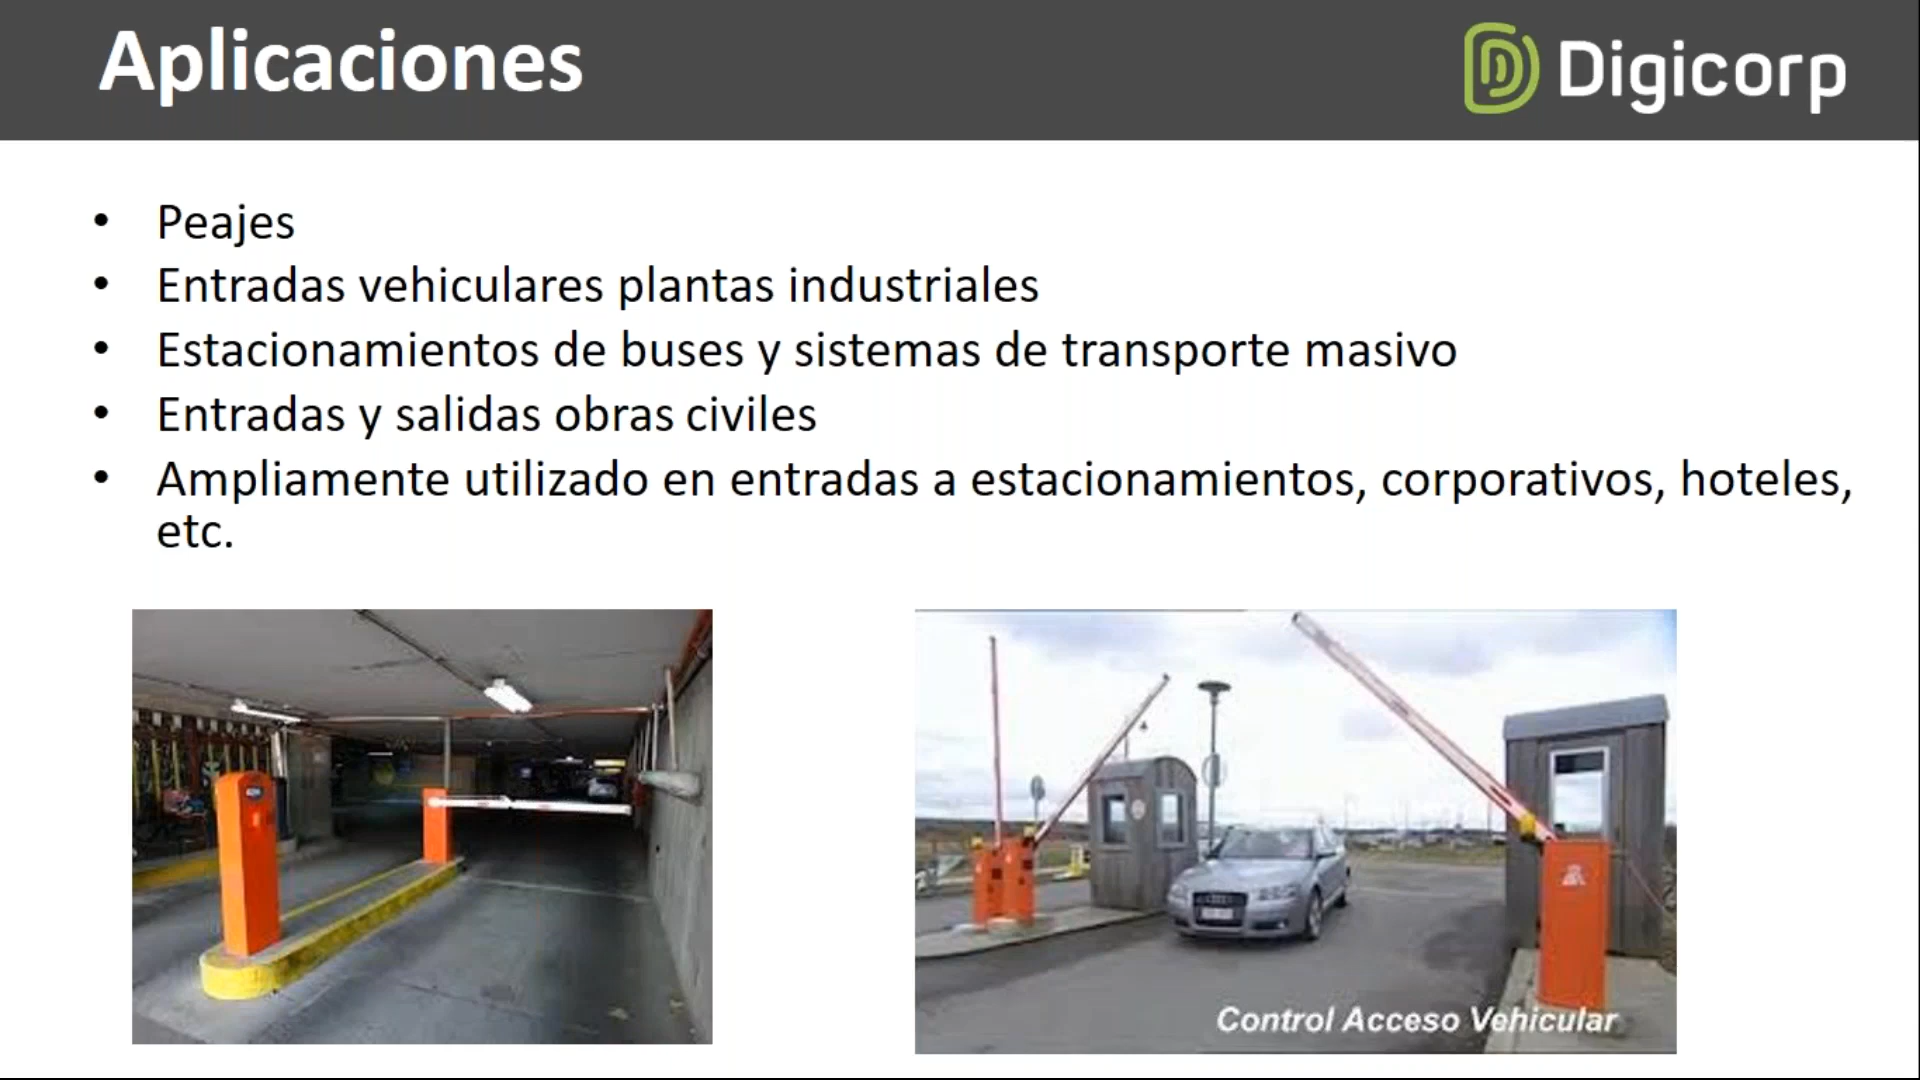 Aplicaciones
Digicorp
• Peajes
• Entradas vehiculares plantas industriales
• Estacionamientos de buses y sistemas de transporte masivo
• Entradas y salidas obras civiles
• Ampliamente utilizado en entradas a estacionamientos, corporativos, hoteles,
etc.
Control Acceso Vehicular